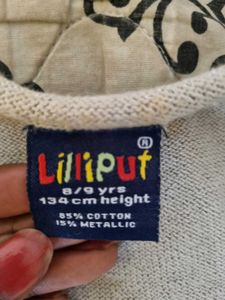 ®
Lilliput
8/9 yrs
134 cm height
85% COTTON
15% METALLIC